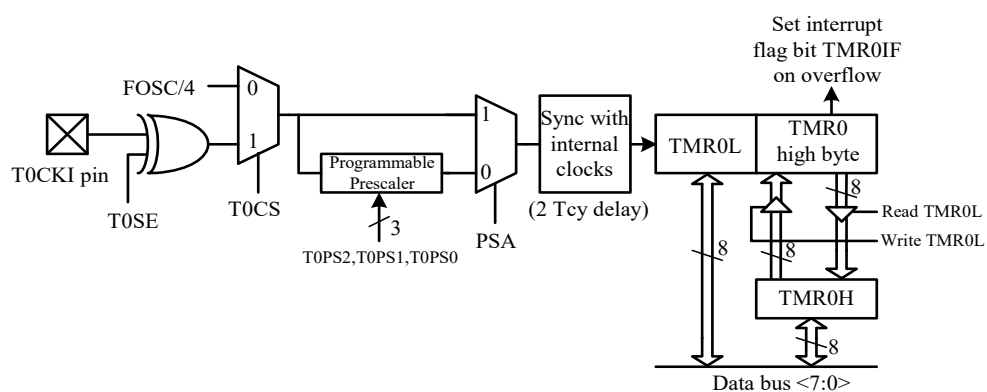 Set interrupt
flag bit TMR0IF
on overflow
FOSC/4
0
1
T0CKI pin
T0SE
T0CS
Programmable
Prescaler
3
T0PS2,T0PS1,T0PS0
1
0
PSA
Sync with
internal
clocks
(2 Tcy delay)
TMR0L
TMR0
high byte
8
Read TMR0L
Write TMR0L
8
8
TMR0H
8
Data bus <7:0>